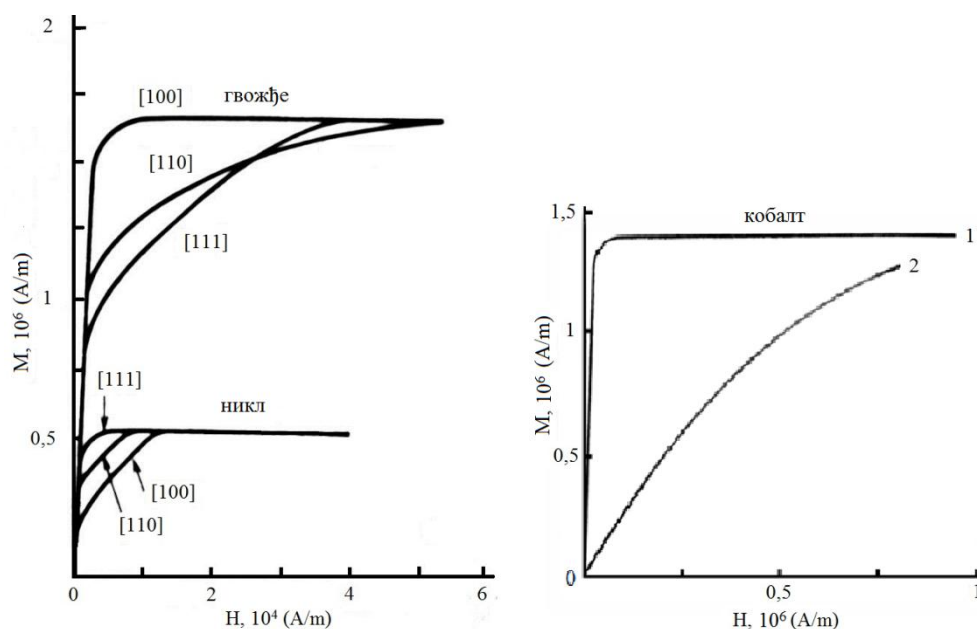 2
[100] гвожђе
[110]
[111]
1
M, 10⁶ (A/m)
[111]
никл
0,5
[100]
[110]
0 2 4 6
H, 10⁴ (A/m)
1,5
кобалт
1
2
1
M, 10⁶ (A/m)
0,5
0
0,5 1
H, 10⁶ (A/m)